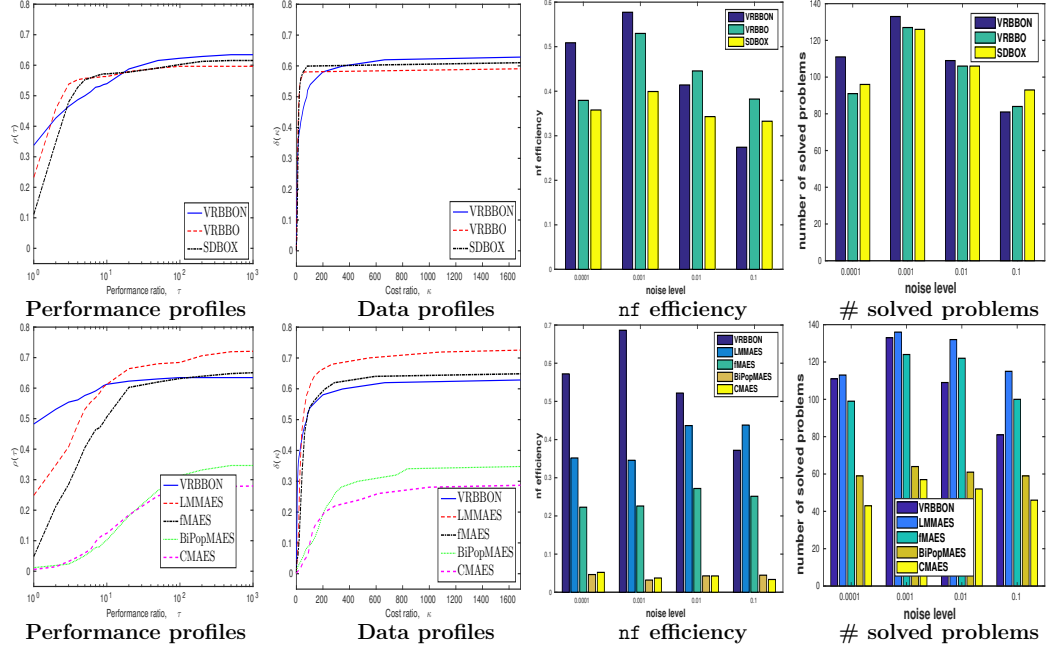 0.8
0.7
0.6
0.5
0.4
0.3
0.2
0.1
0
ρ(τ)
VRBBON
VRBBO
SDBOX
10^0 10^1 10^2 10^3
Performance ratio, τ
Performance profiles
0.8
0.7
0.6
0.5
0.4
0.3
0.2
0.1
0
δ(κ)
VRBBON
VRBBO
SDBOX
0 200 400 600 800 1000 1200 1400 1600
Cost ratio, κ
Data profiles
0.6
0.5
0.4
0.3
0.2
0.1
0
nf efficiency
VRBBON
VRBBO
SDBOX
0.0001 0.001 0.01 0.1
noise level
nf efficiency
140
120
100
80
60
40
20
0
number of solved problems
VRBBON
VRBBO
SDBOX
0.0001 0.001 0.01 0.1
noise level
# solved problems
0.8
0.7
0.6
0.5
0.4
0.3
0.2
0.1
0
ρ(τ)
VRBBON
LMMAES
fMAES
BiPopMAES
CMAES
10^0 10^1 10^2 10^3
Performance ratio, τ
Performance profiles
0.8
0.7
0.6
0.5
0.4
0.3
0.2
0.1
0
δ(κ)
VRBBON
LMMAES
fMAES
BiPopMAES
CMAES
0 200 400 600 800 1000 1200 1400 1600
Cost ratio, κ
Data profiles
0.7
0.6
0.5
0.4
0.3
0.2
0.1
0
nf efficiency
VRBBON
LMMAES
fMAES
BiPopMAES
CMAES
0.0001 0.001 0.01 0.1
noise level
nf efficiency
140
120
100
80
60
40
20
0
number of solved problems
VRBBON
LMMAES
fMAES
BiPopMAES
CMAES
0.0001 0.001 0.01 0.1
noise level
# solved problems